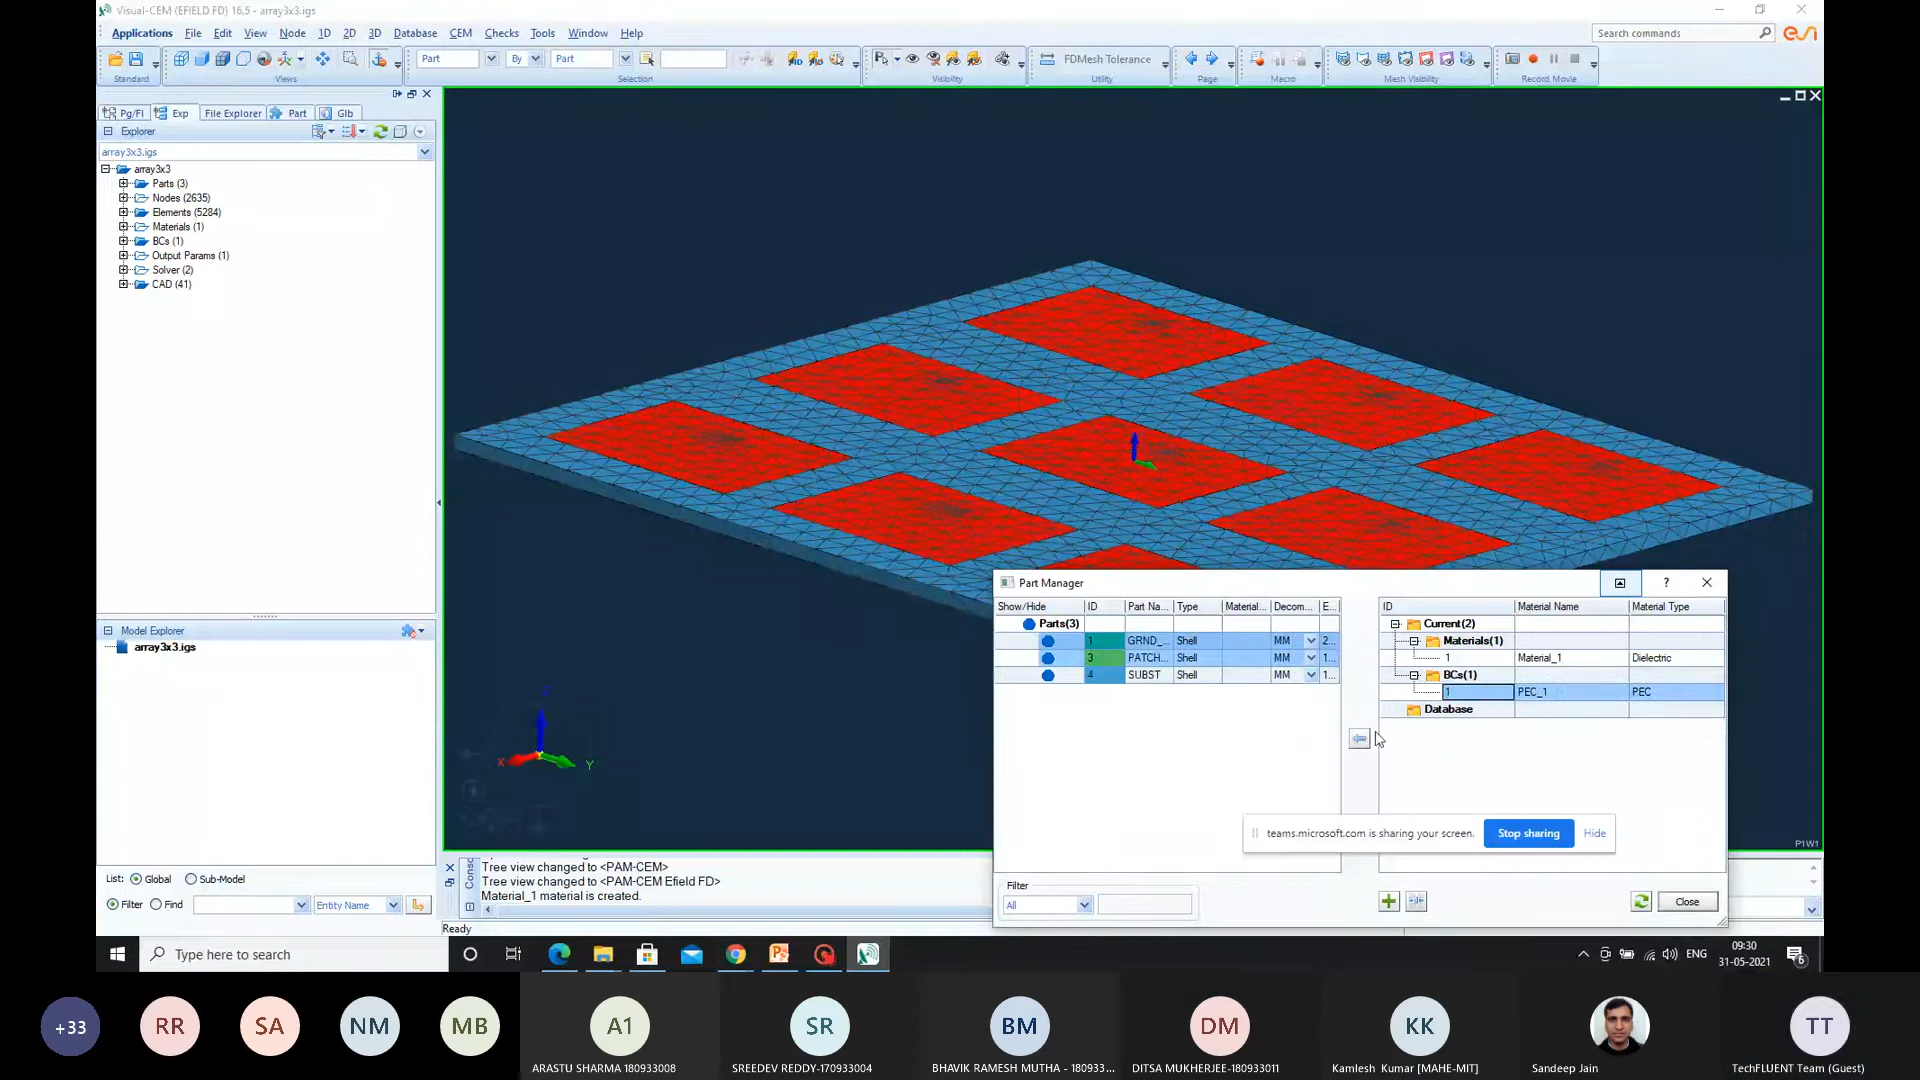 Visual-CEM (EFIELD FD) 16.5 - array3x3.igs
Applications File Edit View Node 1D 2D 3D Database CEM Checks Tools Window Help
Search commands
esi
Part By Part
FDMesh Tolerance
Standard Views Selection Visibility Utility Page Macro Mesh Visibility Record Movie
Pg/Fl Exp File Explorer Part Glb
Explorer
array3x3.igs
array3x3
Parts (3)
Nodes (2635)
Elements (5284)
Materials (1)
BCs (1)
Output Params (1)
Solver (2)
CAD (41)
Model Explorer
array3x3.igs
List: Global Sub-Model
Filter Find Entity Name
X Y Z
P1W1
Tree view changed to <PAM-CEM>
Tree view changed to <PAM-CEM Efield FD>
Material_1 material is created.
Ready
Part Manager
Show/Hide ID Part Na... Type Material... Decom... E...
Parts(3)
1 GRND_... Shell MM 2...
3 PATCH... Shell MM 1...
4 SUBST Shell MM 1...
Filter
All
ID Material Name Material Type
Current(2)
Materials(1)
1 Material_1 Dielectric
BCs(1)
1 PEC_1 PEC
Database
teams.microsoft.com is sharing your screen. Stop sharing Hide
Close
Type here to search
ENG
09:30
31-05-2021
6
+33 RR SA NM MB A1 SR BM DM KK TT
ARASTU SHARMA 180933008
SREEDEV REDDY-170933004
BHAVIK RAMESH MUTHA - 180933...
DITSA MUKHERJEE-180933011
Kamlesh Kumar [MAHE-MIT]
Sandeep Jain
TechFLUENT Team (Guest)